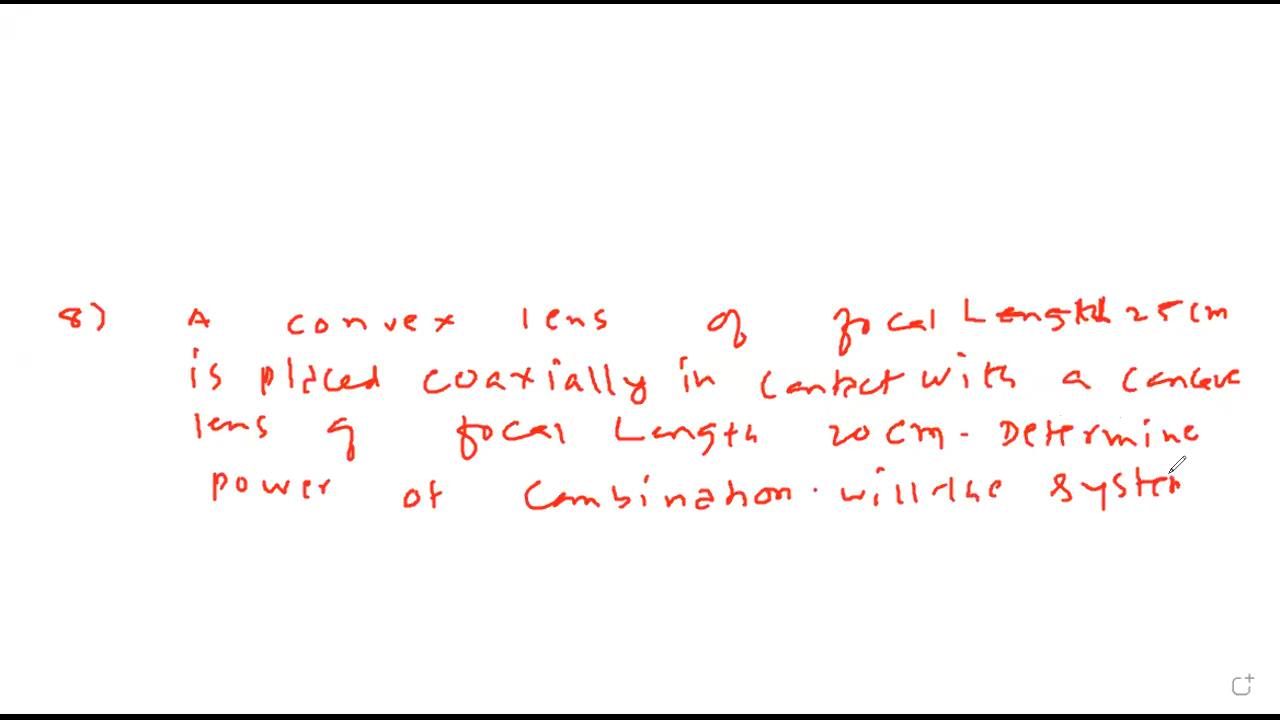 8) A convex lens of focal Length 25cm
is placed coaxially in contact with a concave
lens of focal Length 20cm. Determine
power of combination. will the system